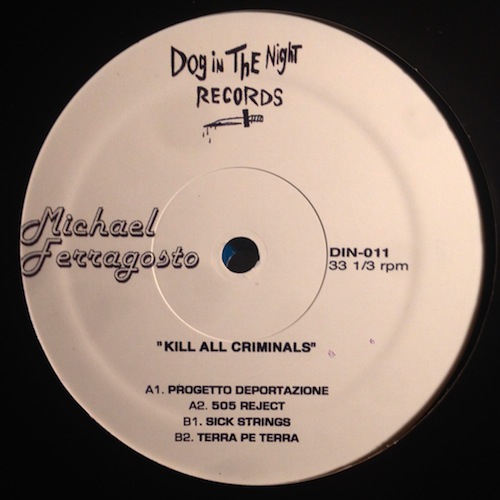 Dog in The Night
RECORDS
Michael
Ferragosto
DIN-011
33 1/3 rpm
"KILL ALL CRIMINALS"
A1. PROGETTO DEPORTAZIONE
A2. 505 REJECT
B1. SICK STRINGS
B2. TERRA PE TERRA